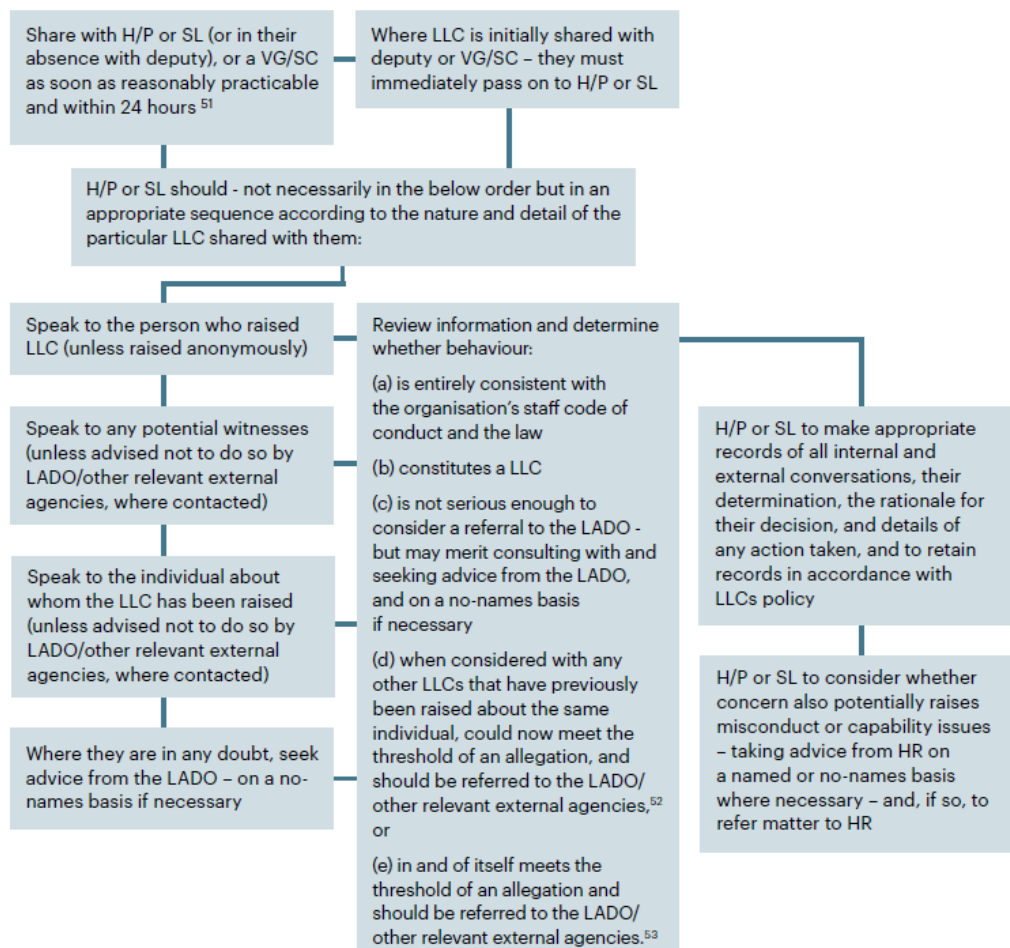 Share with H/P or SL (or in their
absence with deputy), or a VG/SC
as soon as reasonably practicable
and within 24 hours ⁵¹
Where LLC is initially shared with
deputy or VG/SC – they must
immediately pass on to H/P or SL
H/P or SL should - not necessarily in the below order but in an
appropriate sequence according to the nature and detail of the
particular LLC shared with them:
Speak to the person who raised
LLC (unless raised anonymously)
Speak to any potential witnesses
(unless advised not to do so by
LADO/other relevant external
agencies, where contacted)
Speak to the individual about
whom the LLC has been raised
(unless advised not to do so by
LADO/other relevant external
agencies, where contacted)
Where they are in any doubt, seek
advice from the LADO – on a no-
names basis if necessary
Review information and determine
whether behaviour:
(a) is entirely consistent with
the organisation's staff code of
conduct and the law
(b) constitutes a LLC
(c) is not serious enough to
consider a referral to the LADO -
but may merit consulting with and
seeking advice from the LADO,
and on a no-names basis
if necessary
(d) when considered with any
other LLCs that have previously
been raised about the same
individual, could now meet the
threshold of an allegation, and
should be referred to the LADO/
other relevant external agencies,⁵²
or
(e) in and of itself meets the
threshold of an allegation and
should be referred to the LADO/
other relevant external agencies.⁵³
H/P or SL to make appropriate
records of all internal and
external conversations, their
determination, the rationale for
their decision, and details of
any action taken, and to retain
records in accordance with
LLCs policy
H/P or SL to consider whether
concern also potentially raises
misconduct or capability issues
– taking advice from HR on
a named or no-names basis
where necessary – and, if so, to
refer matter to HR